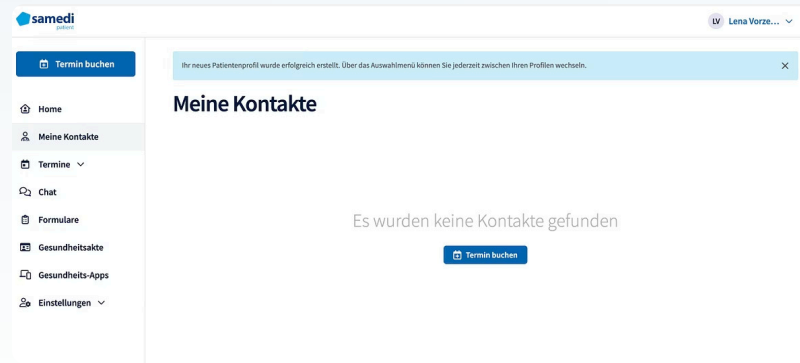 samedi
patient
LV Lena Vorze...
Termin buchen
Ihr neues Patientenprofil wurde erfolgreich erstellt. Über das Auswahlmenü können Sie jederzeit zwischen Ihren Profilen wechseln.
Meine Kontakte
Home
Meine Kontakte
Termine
Chat
Formulare
Gesundheitsakte
Gesundheits-Apps
Einstellungen
Es wurden keine Kontakte gefunden
Termin buchen